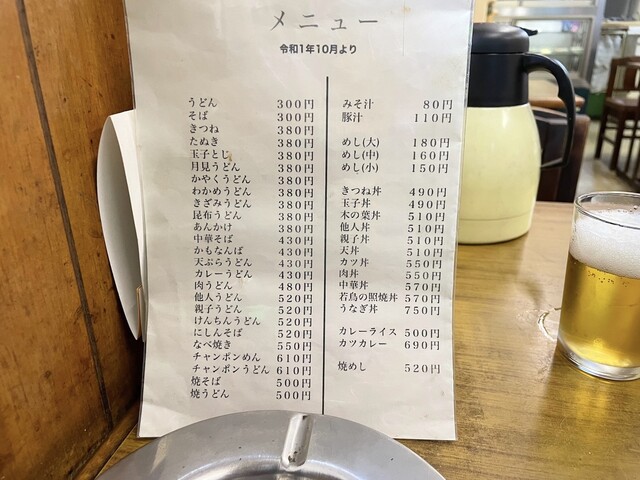 メニュー
令和1年10月より
うどん 300円
そば 300円
きつね 380円
たぬき 380円
玉子とじ 380円
月見うどん 380円
かやくうどん 380円
わかめうどん 380円
きざみうどん 380円
昆布うどん 380円
あんかけ 380円
中華そば 430円
かもなんば 430円
天ぷらうどん 430円
カレーうどん 430円
肉うどん 480円
他人うどん 520円
親子うどん 520円
けんちんうどん 520円
にしんそば 520円
なべ焼き 550円
チャンポンめん 610円
チャンポンうどん 610円
焼そば 500円
焼うどん 500円
みそ汁 80円
豚汁 110円
めし(大) 180円
めし(中) 160円
めし(小) 150円
きつね丼 490円
玉子丼 490円
木の葉丼 510円
他人丼 510円
親子丼 510円
天丼 510円
カツ丼 550円
肉丼 550円
中華丼 570円
若鳥の照焼丼 570円
うなぎ丼 750円
カレーライス 500円
カツカレー 690円
焼めし 520円